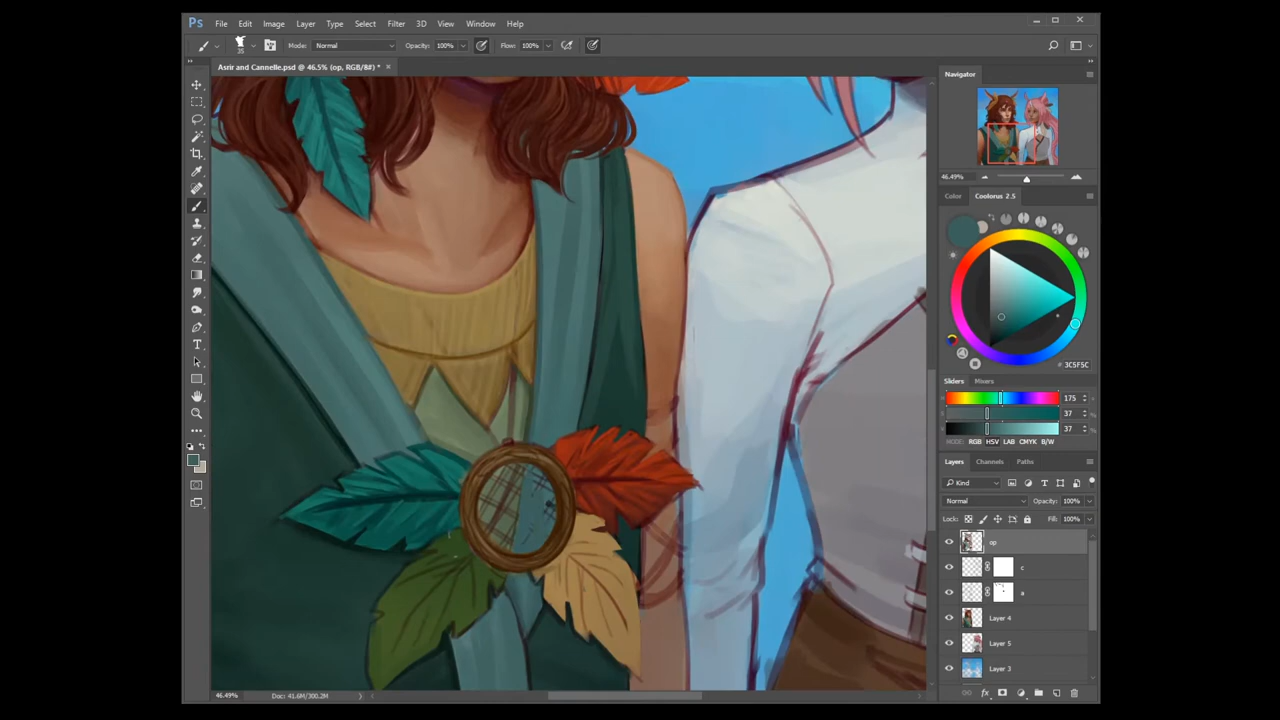 Ps File Edit Image Layer Type Select Filter 3D View Window Help
35 Mode: Normal Opacity: 100% Flow: 100%
Asrir and Cannelle.psd @ 46.5% (op, RGB/8#) * ×
Navigator
46.49%
Color Coolorus 2.5
# 3C5F5C
Sliders Mixers
H 175
S 37 %
V 37 %
MODE: RGB HSV LAB CMYK B/W
Layers Channels Paths
Kind
Normal Opacity: 100%
Lock: Fill: 100%
op
c
a
Layer 4
Layer 5
Layer 3
fx
46.49% Doc: 41.6M/300.2M